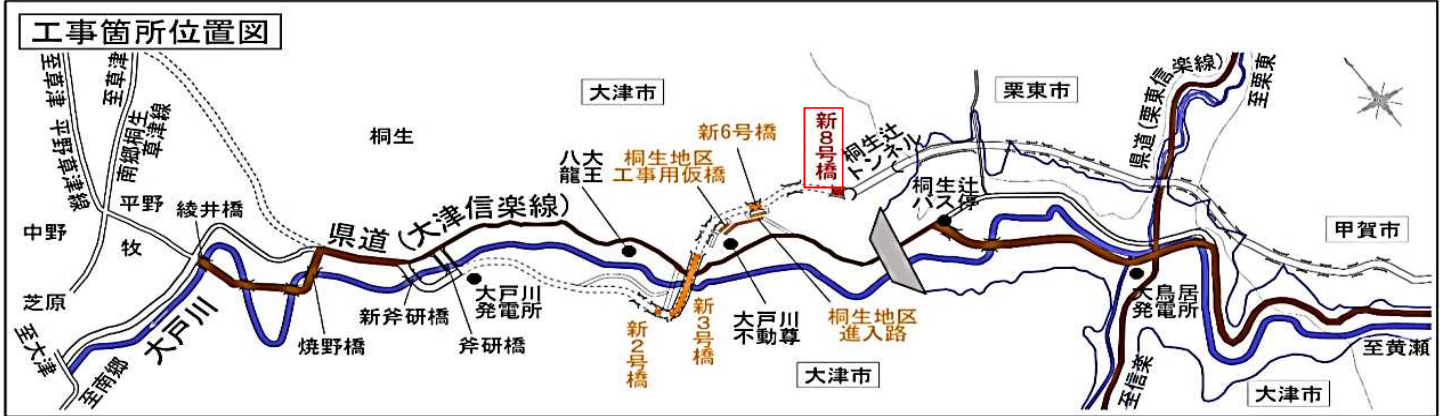 工事箇所位置図
至草津
平野草津線
至草津
南郷桐生
草津線
桐生
大津市
栗東市
県道(栗東信楽線)
至栗東
新6号橋
新8号橋
桐生辻
トンネル
八大
龍王
桐生地区
工事用仮橋
桐生辻
バス停
中野
平野
牧
綾井橋
県道(大津信楽線)
甲賀市
芝原
至大津
大戸川
至南郷
焼野橋
新斧研橋
大戸川
発電所
斧研橋
新2号橋
新3号橋
大戸川
不動尊
桐生地区
進入路
大津市
大鳥居
発電所
至信楽
至黄瀬
大津市